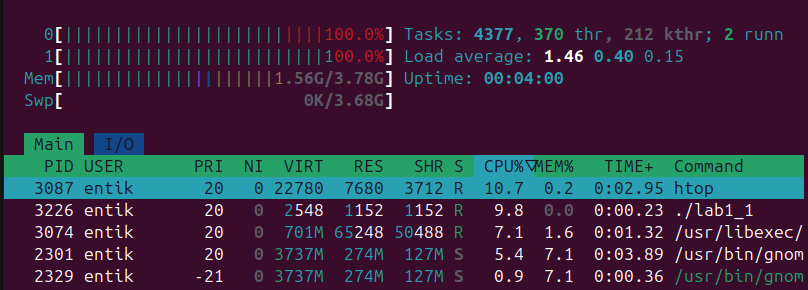 0[||||||||||||||||||||||||||100.0%] Tasks: 4377, 370 thr, 212 kthr; 2 runn
1[||||||||||||||||||||||||||100.0%] Load average: 1.46 0.40 0.15
Mem[|||||||||||||||||||||1.56G/3.78G] Uptime: 00:04:00
Swp[ 0K/3.68G]
Main I/O
PID USER PRI NI VIRT RES SHR S CPU%▽MEM% TIME+ Command
3087 entik 20 0 22780 7680 3712 R 10.7 0.2 0:02.95 htop
3226 entik 20 0 2548 1152 1152 R 9.8 0.0 0:00.23 ./lab1_1
3074 entik 20 0 701M 65248 50488 R 7.1 1.6 0:01.32 /usr/libexec/
2301 entik 20 0 3737M 274M 127M S 5.4 7.1 0:03.89 /usr/bin/gnom
2329 entik -21 0 3737M 274M 127M S 0.9 7.1 0:00.36 /usr/bin/gnom